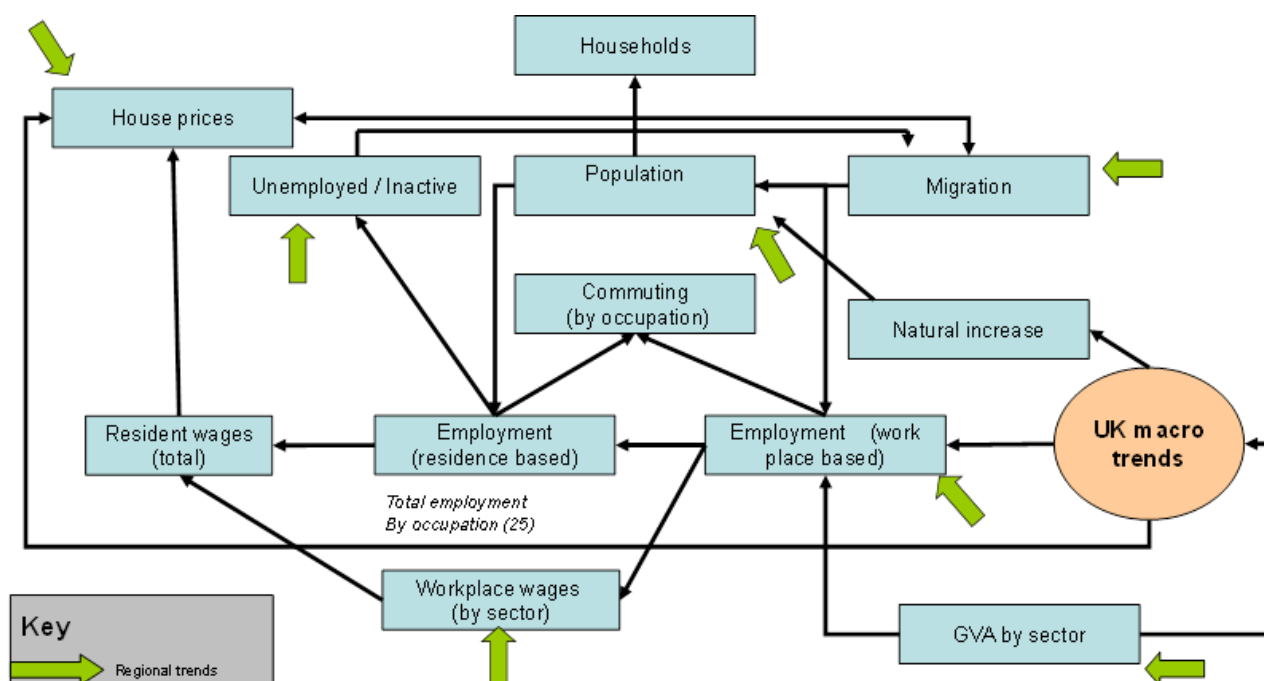 Households
House prices
Unemployed / Inactive
Population
Migration
Commuting
(by occupation)
Natural increase
Resident wages
(total)
Employment
(residence based)
Employment (work
place based)
UK macro
trends
Total employment
By occupation (25)
Workplace wages
(by sector)
GVA by sector
Key
Regional trends